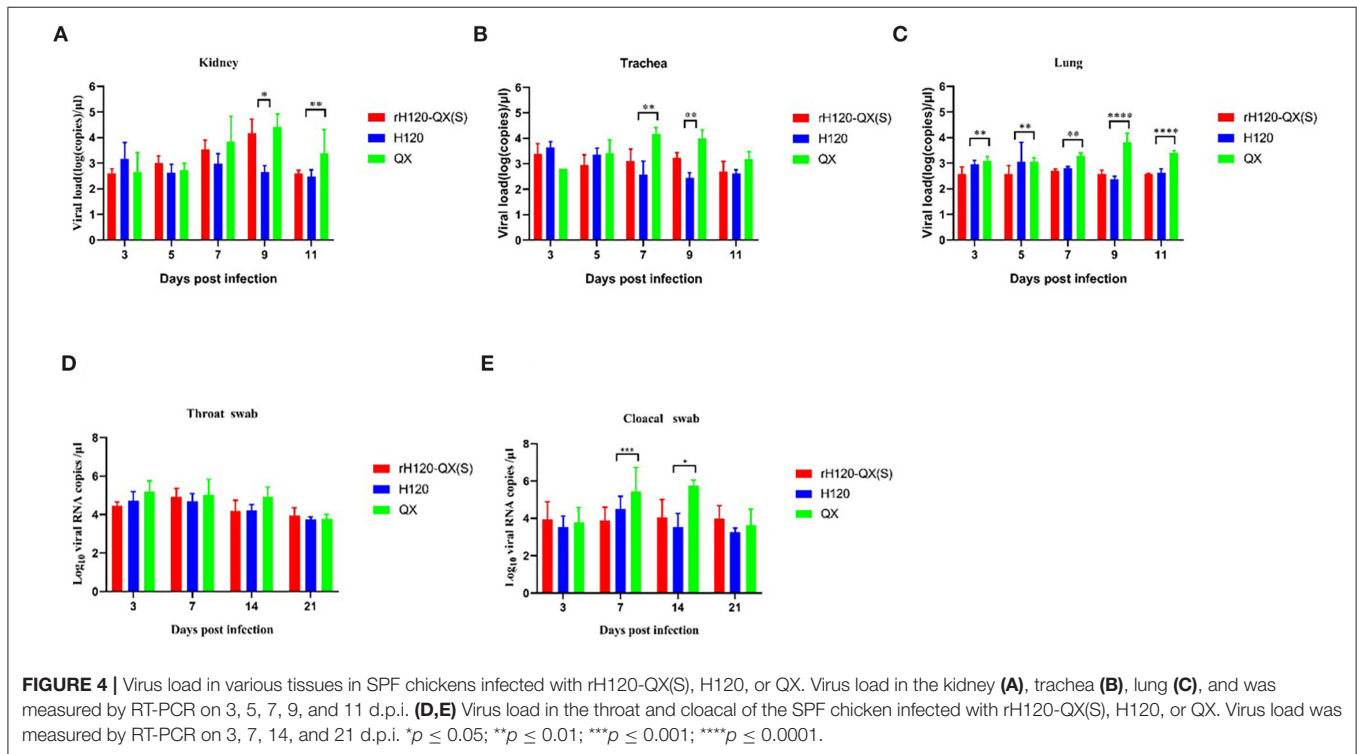 A
Kidney
Viral load(log(copies)/µl)
6
5
4
3
2
1
0
*
**
3 5 7 9 11
Days post infection
rH120-QX(S)
H120
QX
B
Trachea
Viral load(log(copies)/µl)
6
5
4
3
2
1
0
**
**
3 5 7 9 11
Days post infection
rH120-QX(S)
H120
QX
C
Lung
Viral load(log(copies)/µl)
6
5
4
3
2
1
0
**
**
**
****
****
3 5 7 9 11
Days post infection
rH120-QX(S)
H120
QX
D
Throat swab
Log₁₀ viral RNA copies /µl
8
6
4
2
0
3 7 14 21
Days post infection
rH120-QX(S)
H120
QX
E
Cloacal swab
Log₁₀ viral RNA copies /µl
8
6
4
2
0
***
*
3 7 14 21
Days post infection
rH120-QX(S)
H120
QX
FIGURE 4 | Virus load in various tissues in SPF chickens infected with rH120-QX(S), H120, or QX. Virus load in the kidney (A), trachea (B), lung (C), and was
measured by RT-PCR on 3, 5, 7, 9, and 11 d.p.i. (D,E) Virus load in the throat and cloacal of the SPF chicken infected with rH120-QX(S), H120, or QX. Virus load was
measured by RT-PCR on 3, 7, 14, and 21 d.p.i. *p ≤ 0.05; **p ≤ 0.01; ***p ≤ 0.001; ****p ≤ 0.0001.